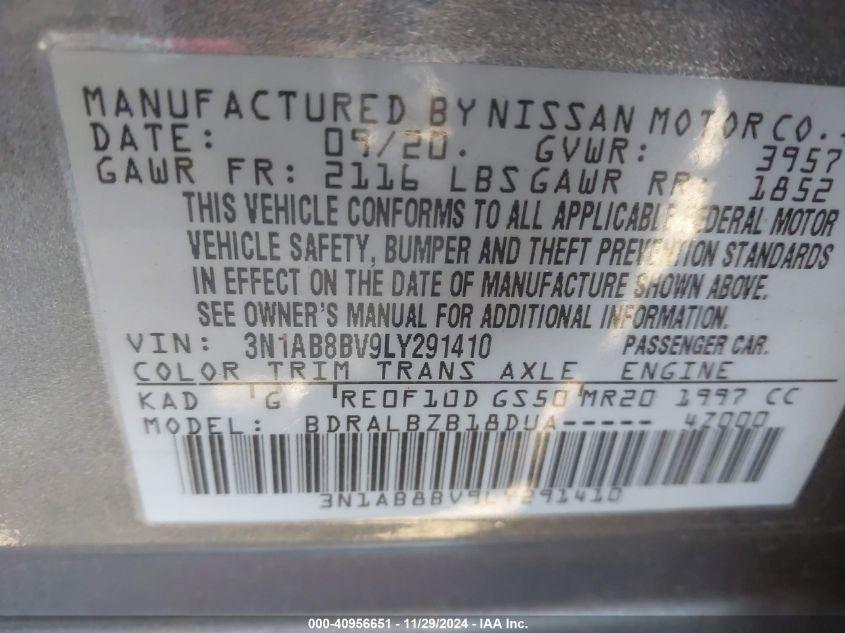 MANUFACTURED BY NISSAN MOTOR CO.,
DATE: 09/20. GVWR: 3957
GAWR FR: 2116 LBS GAWR RR: 1852
THIS VEHICLE CONFORMS TO ALL APPLICABLE FEDERAL MOTOR
VEHICLE SAFETY, BUMPER AND THEFT PREVENTION STANDARDS
IN EFFECT ON THE DATE OF MANUFACTURE SHOWN ABOVE.
SEE OWNER'S MANUAL FOR ADDITIONAL INFORMATION.
VIN: 3N1AB8BV9LY291410 PASSENGER CAR.
COLOR TRIM TRANS AXLE ENGINE
KAD G RE0F10D GS50 MR20 1997 CC
MODEL: BDRALBZB18DUA----- 4Z000
3N1AB8BV9LY291410
000-40956651 - 11/29/2024 - IAA Inc.